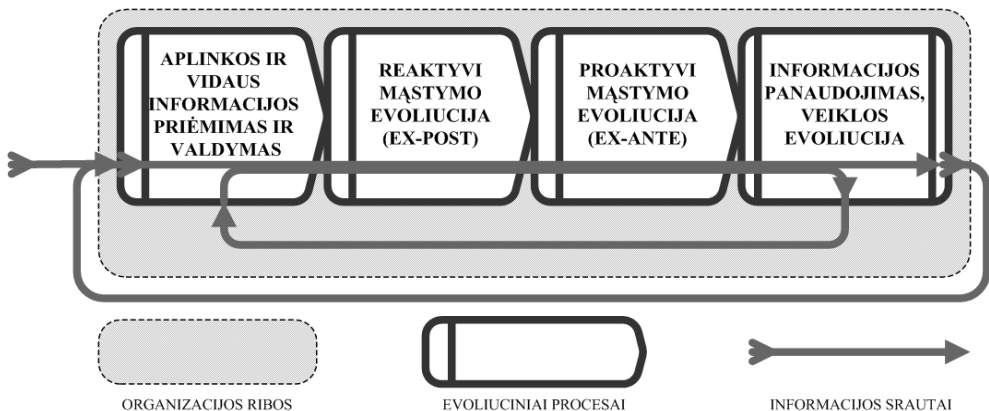 APLINKOS IR
VIDAUS
INFORMACIJOS
PRIĖMIMAS IR
VALDYMAS
REAKTYVI
MĄSTYMO
EVOLIUCIJA
(EX-POST)
PROAKTYVI
MĄSTYMO
EVOLIUCIJA
(EX-ANTE)
INFORMACIJOS
PANAUDOJIMAS,
VEIKLOS
EVOLIUCIJA
ORGANIZACIJOS RIBOS
EVOLIUCINIAI PROCESAI
INFORMACIJOS SRAUTAI